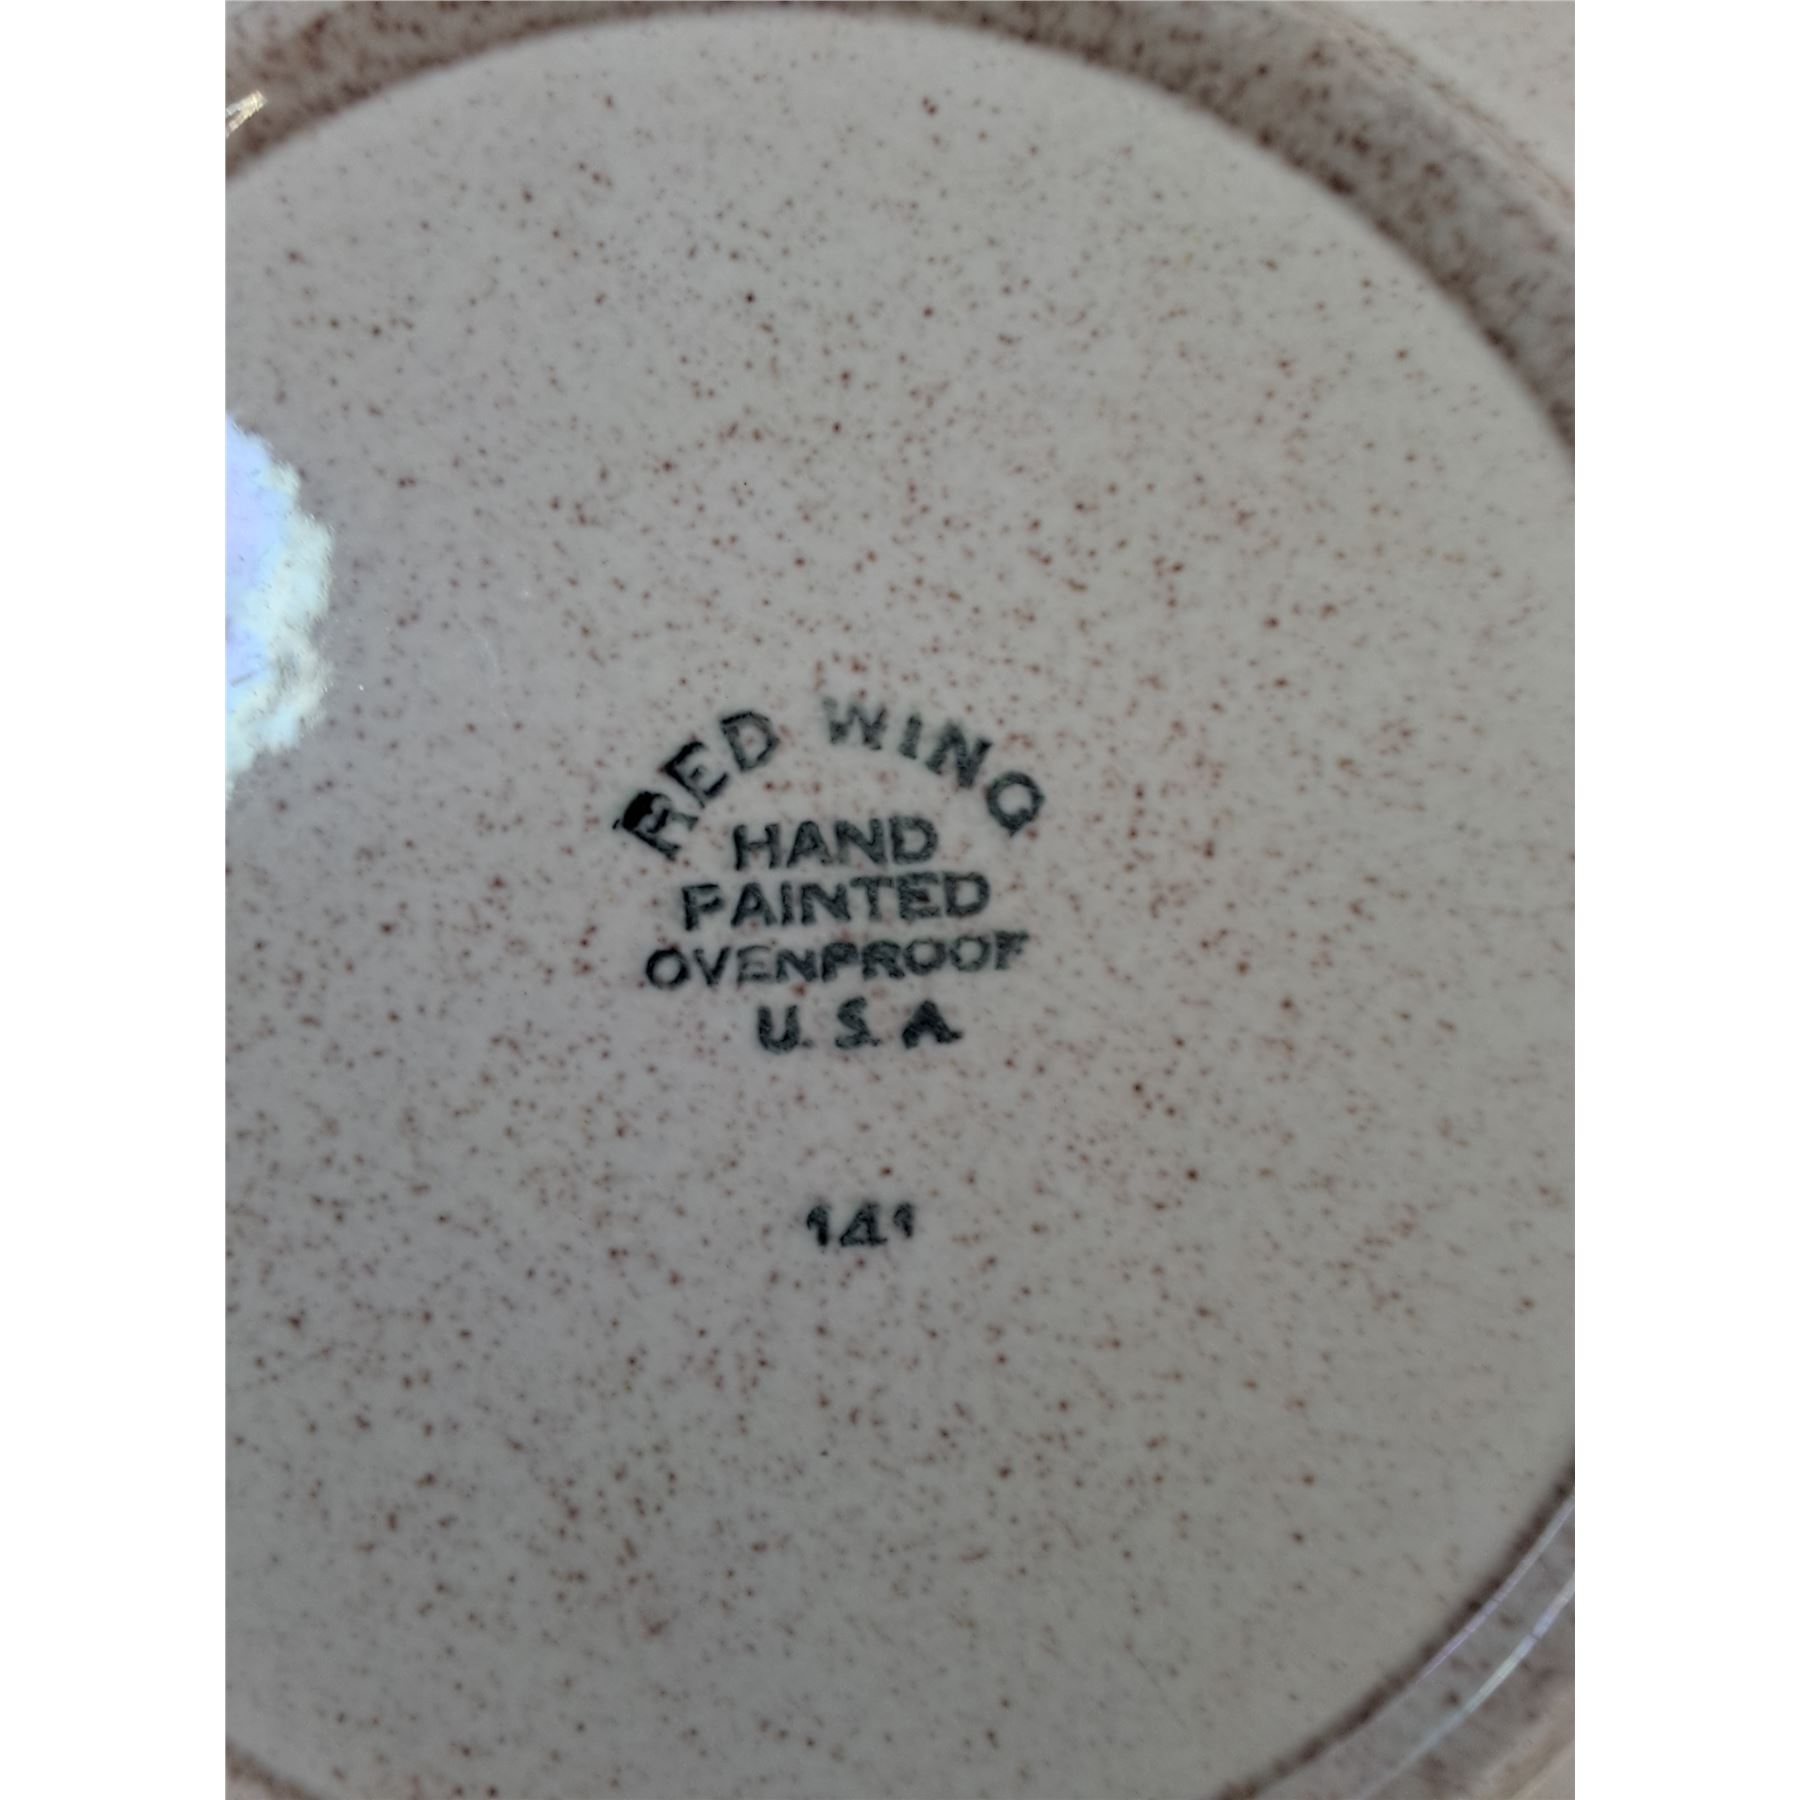 RED WING
HAND
PAINTED
OVENPROOF
U.S.A.
141